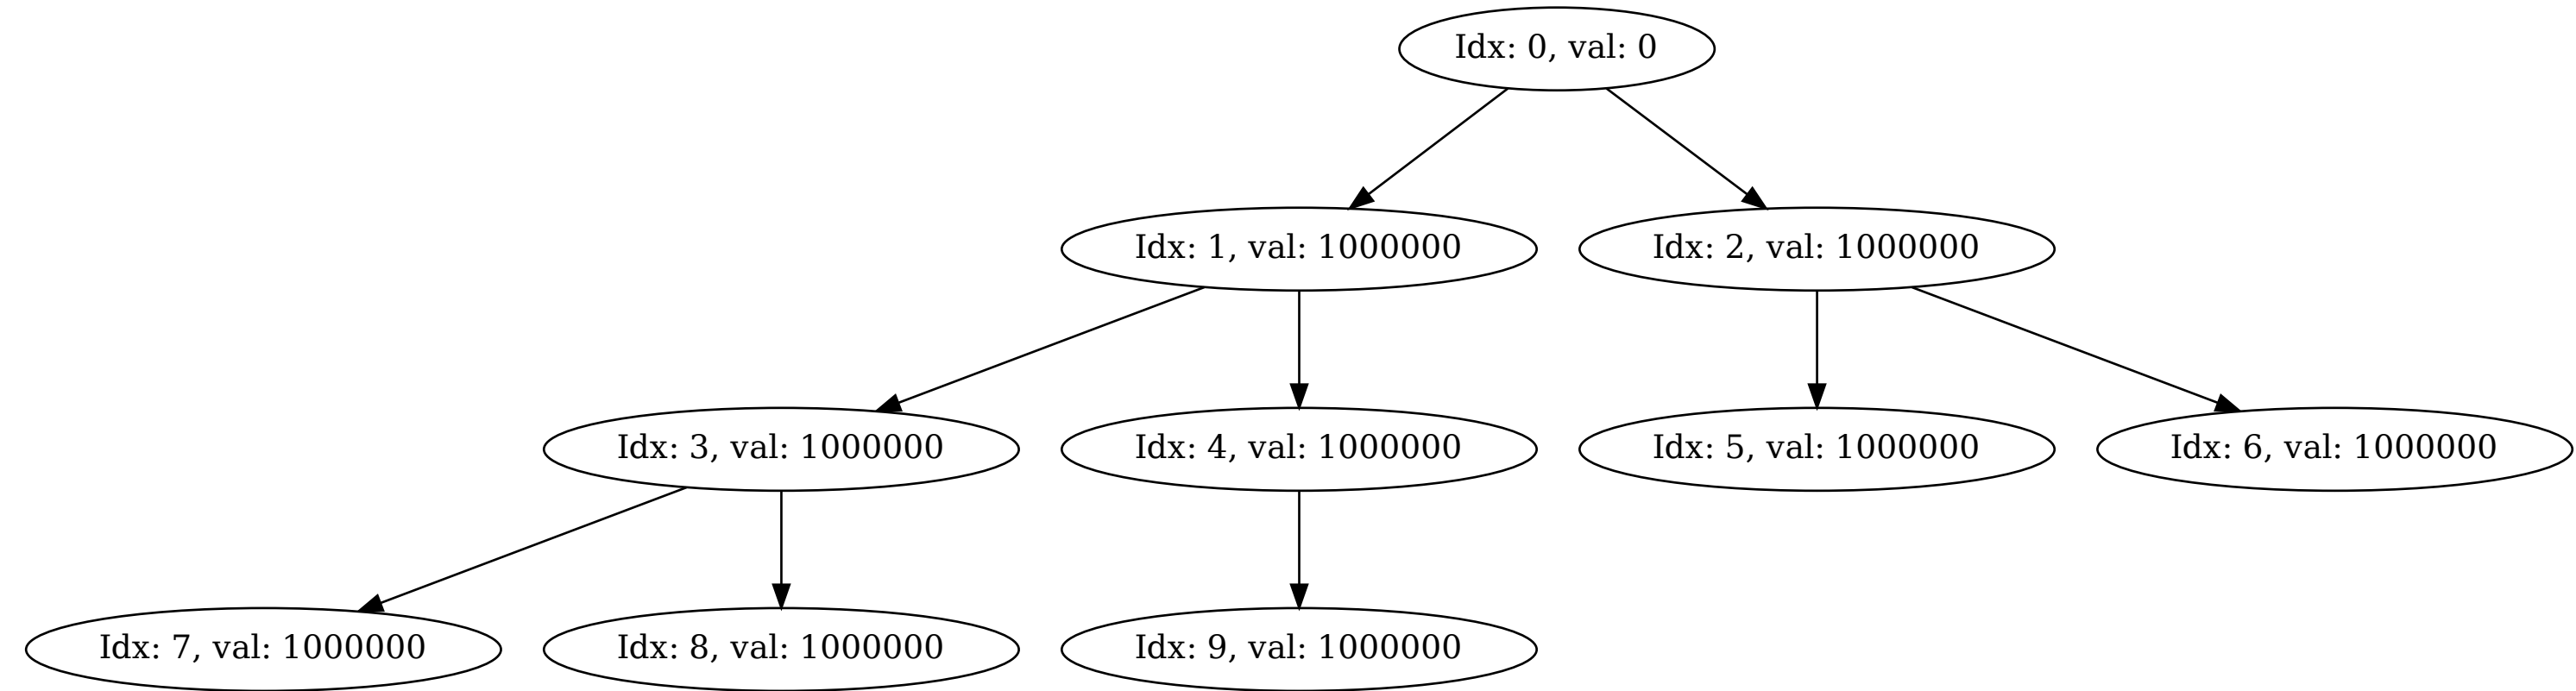 Idx: 0, val: 0
Idx: 1, val: 1000000
Idx: 2, val: 1000000
Idx: 3, val: 1000000
Idx: 4, val: 1000000
Idx: 5, val: 1000000
Idx: 6, val: 1000000
Idx: 7, val: 1000000
Idx: 8, val: 1000000
Idx: 9, val: 1000000